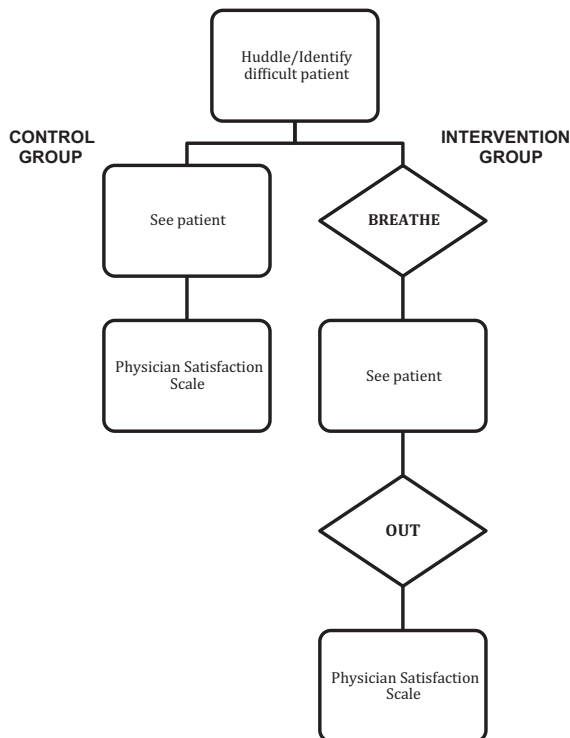 Huddle/Identify
difficult patient
CONTROL
GROUP
INTERVENTION
GROUP
See patient
BREATHE
Physician Satisfaction
Scale
See patient
OUT
Physician Satisfaction
Scale